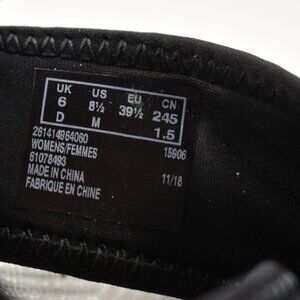 UK US EU CN
6 8½ 39½ 245
D M 1.5
261414964060
WOMENS/FEMMES 15906
61078493
MADE IN CHINA 11/18
FABRIQUE EN CHINE